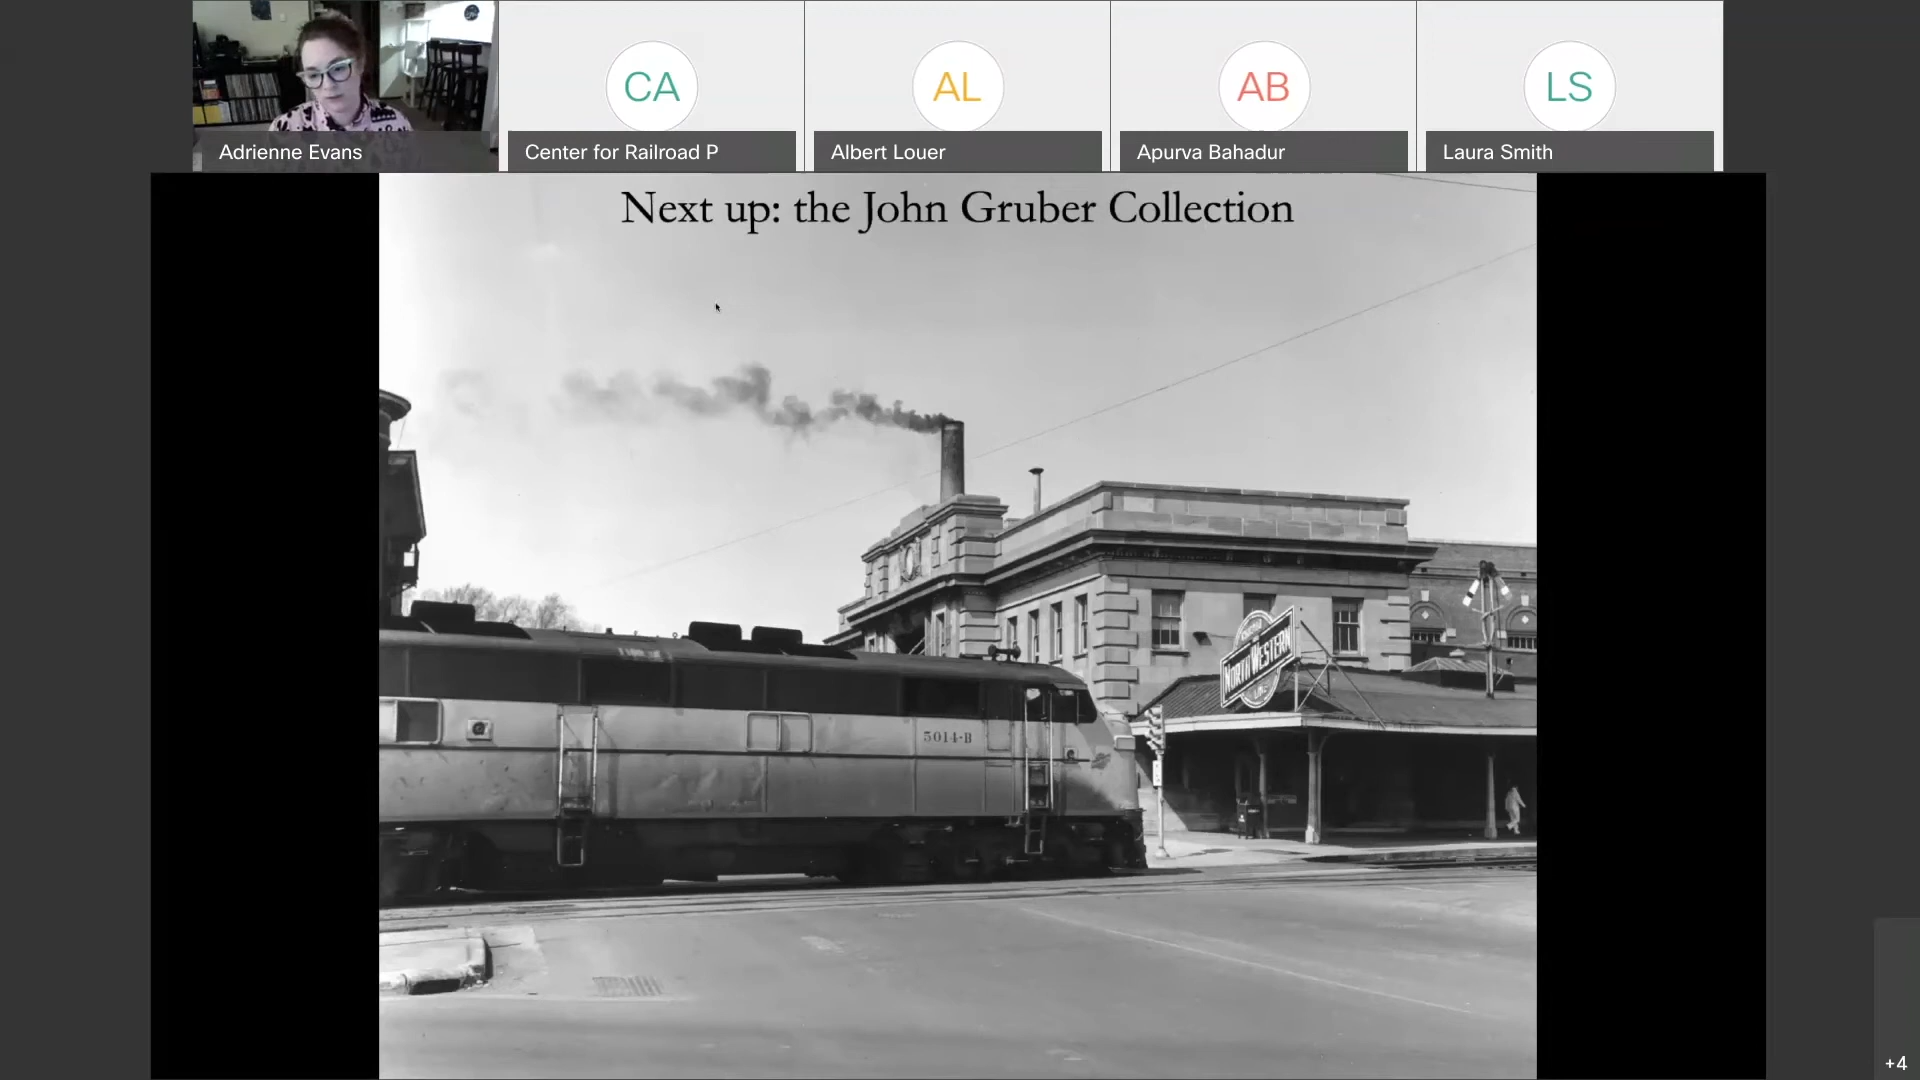 CA
AL
AB
LS
Adrienne Evans
Center for Railroad P
Albert Louer
Apurva Bahadur
Laura Smith
Next up: the John Gruber Collection
NORTH WESTERN
LINE
5014-B
+4